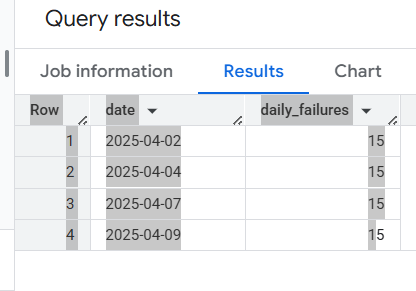 Query results
Job information Results Chart
Row date daily_failures
1 2025-04-02 15
2 2025-04-04 15
3 2025-04-07 15
4 2025-04-09 15